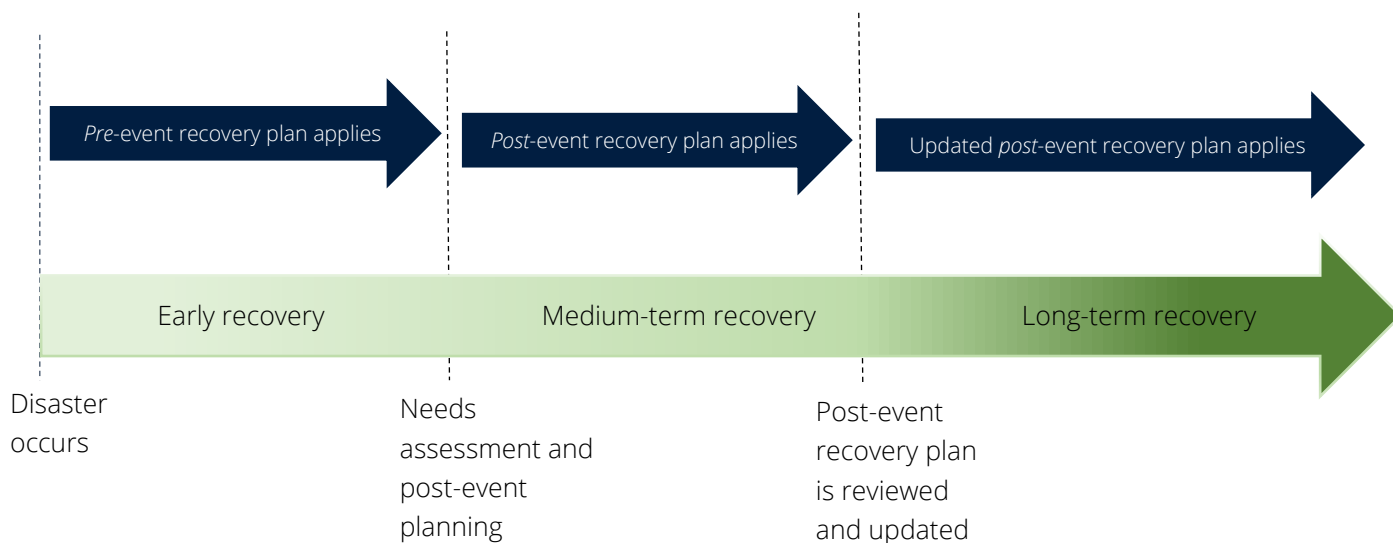 Pre-event recovery plan applies
Post-event recovery plan applies
Updated post-event recovery plan applies
Early recovery
Medium-term recovery
Long-term recovery
Disaster
occurs
Needs
assessment and
post-event
planning
Post-event
recovery plan
is reviewed
and updated